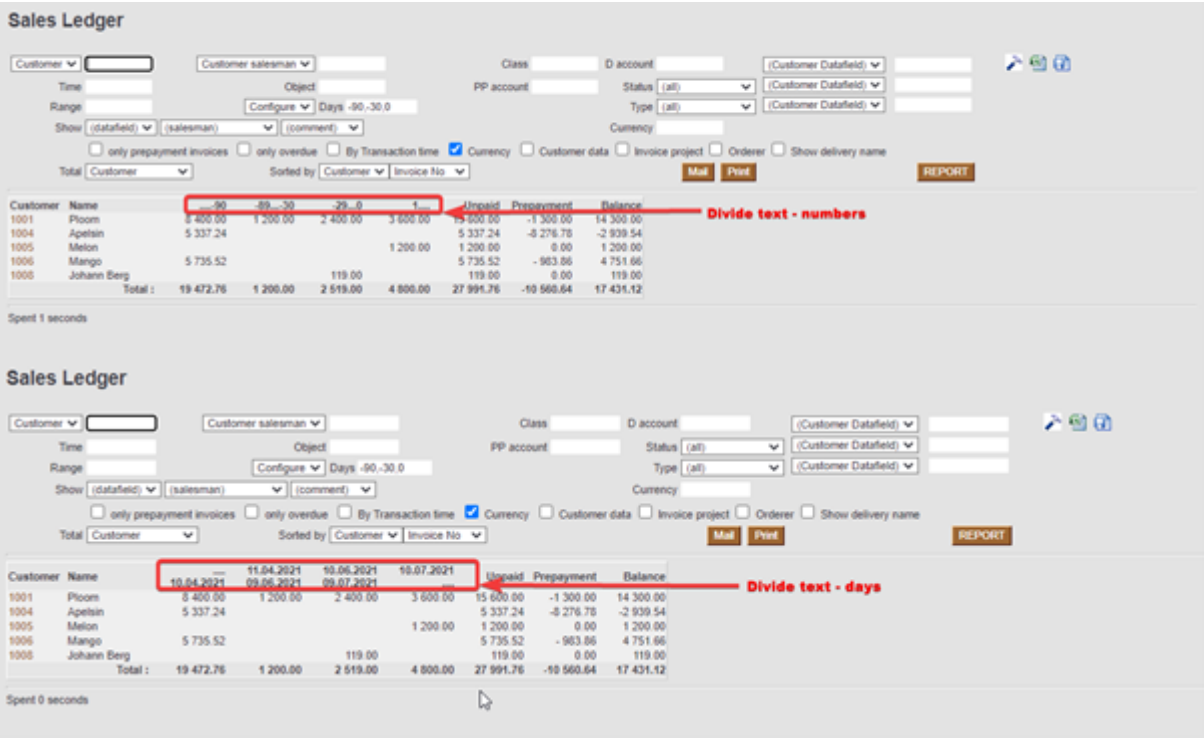 Sales Ledger
Customer Customer salesman Class D account (Customer Datafield)
Time Object PP account Status (all) (Customer Datafield)
Range Configure Days -90,-30,0 Type (all) (Customer Datafield)
Show (datafield) (salesman) (comment) Currency
only prepayment invoices only overdue By Transaction time Currency Customer data Invoice project Orderer Show delivery name
Total Customer Sorted by Customer Invoice No Mail Print REPORT
Customer Name ....-90 -89...-30 -29...0 1.... Unpaid Prepayment Balance
Divide text - numbers
1001 Ploom 8 400.00 1 200.00 2 400.00 3 600.00 15 600.00 -1 300.00 14 300.00
1004 Apelsin 5 337.24 5 337.24 -8 276.78 -2 939.54
1005 Melon 1 200.00 1 200.00 0.00 1 200.00
1006 Mango 5 735.52 5 735.52 - 983.86 4 751.66
1008 Johann Berg 119.00 119.00 0.00 119.00
Total : 19 472.76 1 200.00 2 519.00 4 800.00 27 991.76 -10 560.64 17 431.12
Spent 1 seconds
Sales Ledger
Customer Customer salesman Class D account (Customer Datafield)
Time Object PP account Status (all) (Customer Datafield)
Range Configure Days -90,-30,0 Type (all) (Customer Datafield)
Show (datafield) (salesman) (comment) Currency
only prepayment invoices only overdue By Transaction time Currency Customer data Invoice project Orderer Show delivery name
Total Customer Sorted by Customer Invoice No Mail Print REPORT
.... 11.04.2021 10.06.2021 10.07.2021
Customer Name 10.04.2021 09.06.2021 09.07.2021 .... Unpaid Prepayment Balance
Divide text - days
1001 Ploom 8 400.00 1 200.00 2 400.00 3 600.00 15 600.00 -1 300.00 14 300.00
1004 Apelsin 5 337.24 5 337.24 -8 276.78 -2 939.54
1005 Melon 1 200.00 1 200.00 0.00 1 200.00
1006 Mango 5 735.52 5 735.52 - 983.86 4 751.66
1008 Johann Berg 119.00 119.00 0.00 119.00
Total : 19 472.76 1 200.00 2 519.00 4 800.00 27 991.76 -10 560.64 17 431.12
Spent 0 seconds